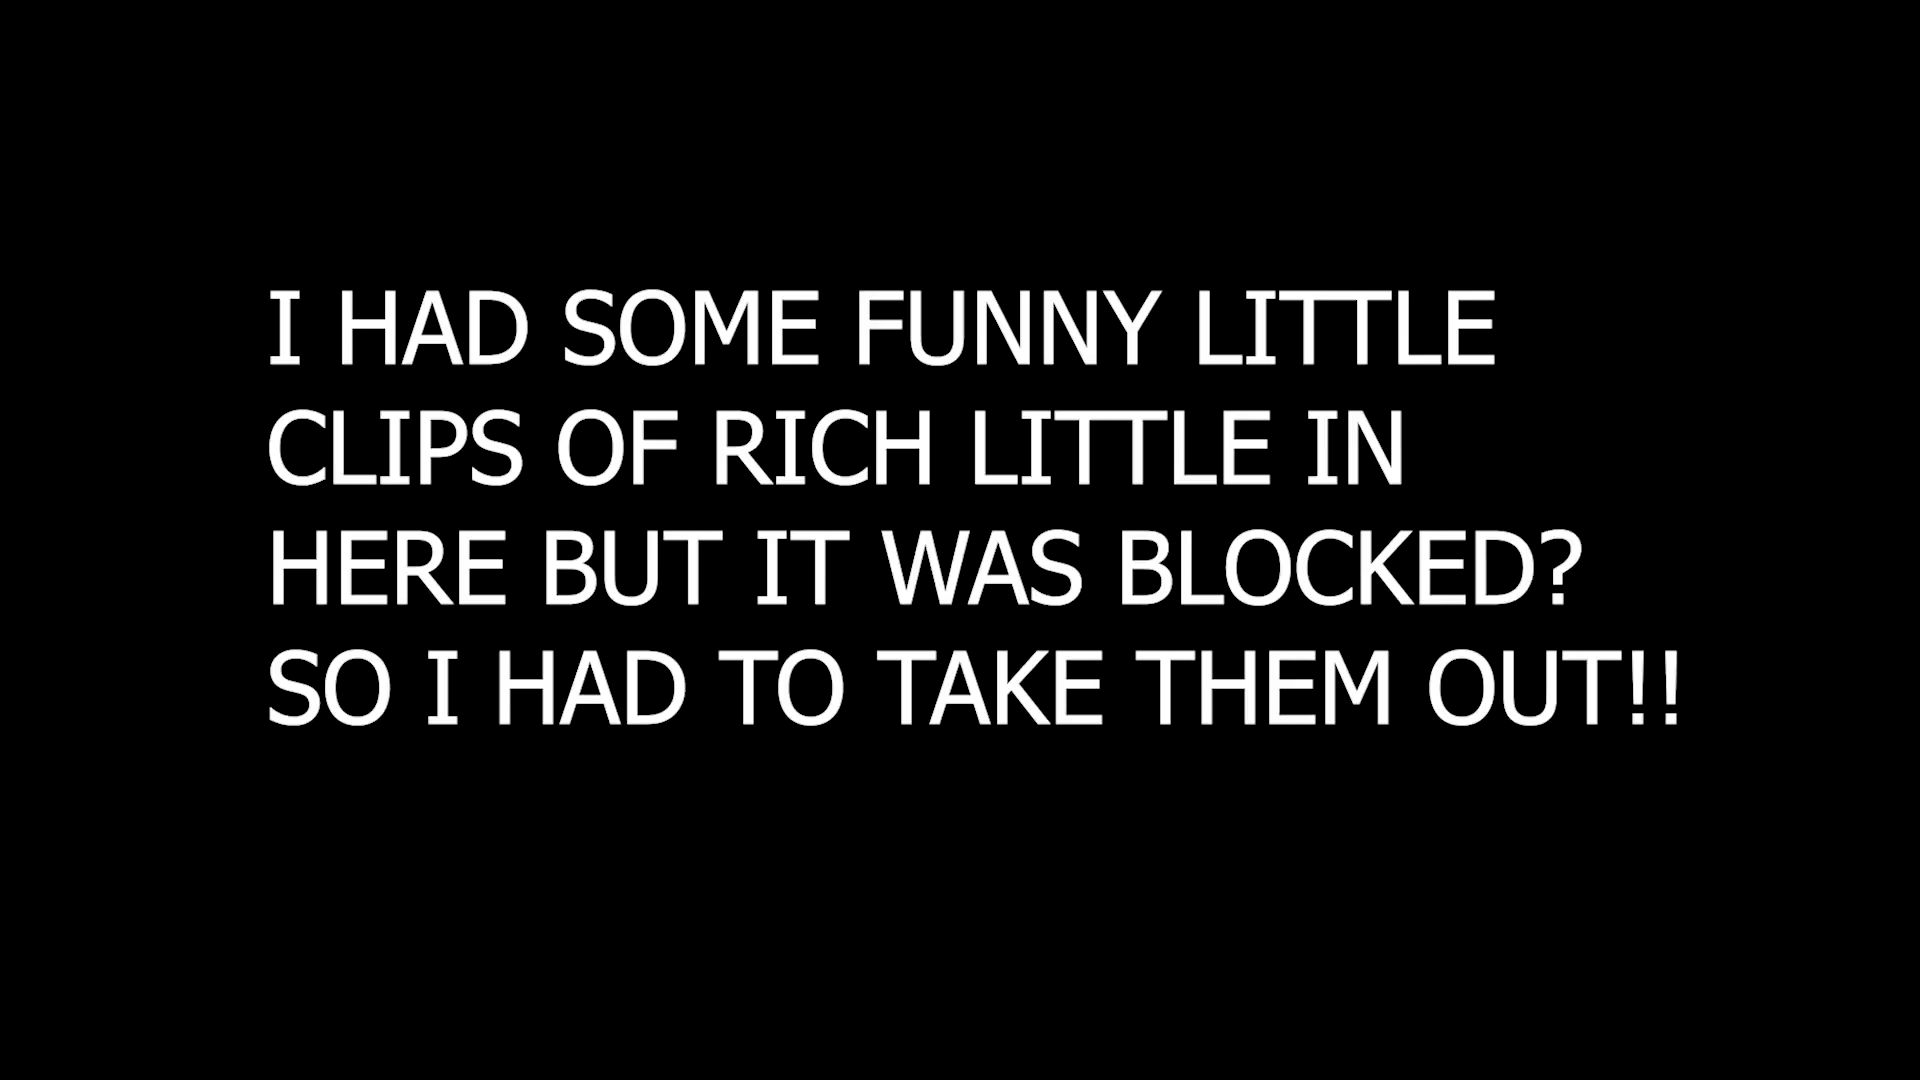 I HAD SOME FUNNY LITTLE
CLIPS OF RICH LITTLE IN
HERE BUT IT WAS BLOCKED?
SO I HAD TO TAKE THEM OUT!!